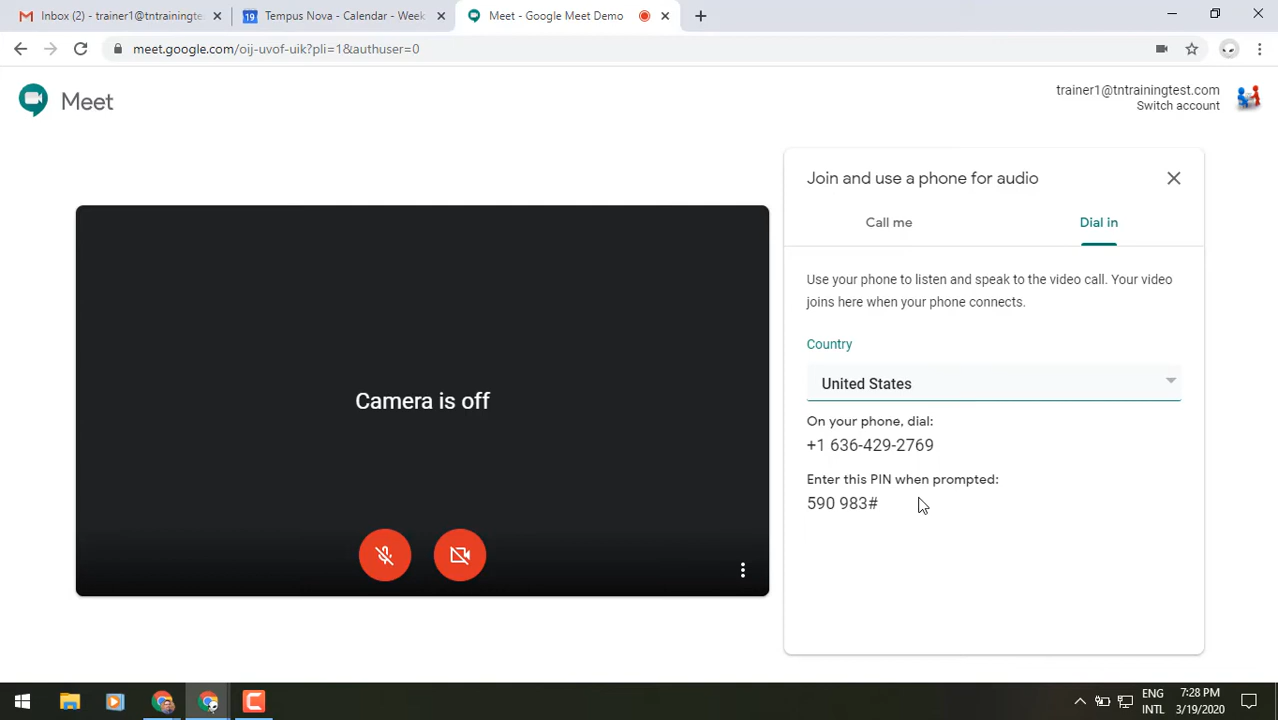 Inbox (2) - trainer1@tntrainingte
Tempus Nova - Calendar - Week
Meet - Google Meet Demo
19
meet.google.com/oij-uvof-uik?pli=1&authuser=0
Meet
trainer1@tntrainingtest.com
Switch account
Camera is off
Join and use a phone for audio
Call me
Dial in
Use your phone to listen and speak to the video call. Your video
joins here when your phone connects.
Country
United States
On your phone, dial:
+1 636-429-2769
Enter this PIN when prompted:
590 983#
ENG
INTL
7:28 PM
3/19/2020